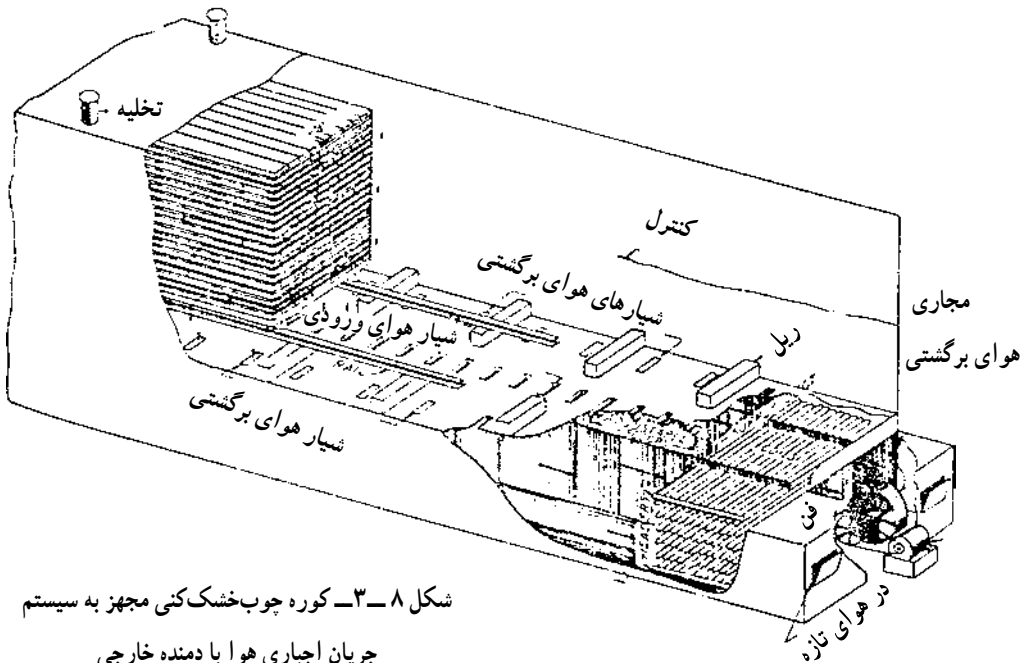 تخلیه
کنترل
شیارهای هوای برگشتی
مجاری
هوای برگشتی
ریل
شیار هوای ورودی
شیار هوای برگشتی
فن
در هوای تازه
شکل ۸ ــ۳ــ کوره چوب‌خشک‌کنی مجهز به سیستم
جریان اجباری هوا با دمنده خارجی